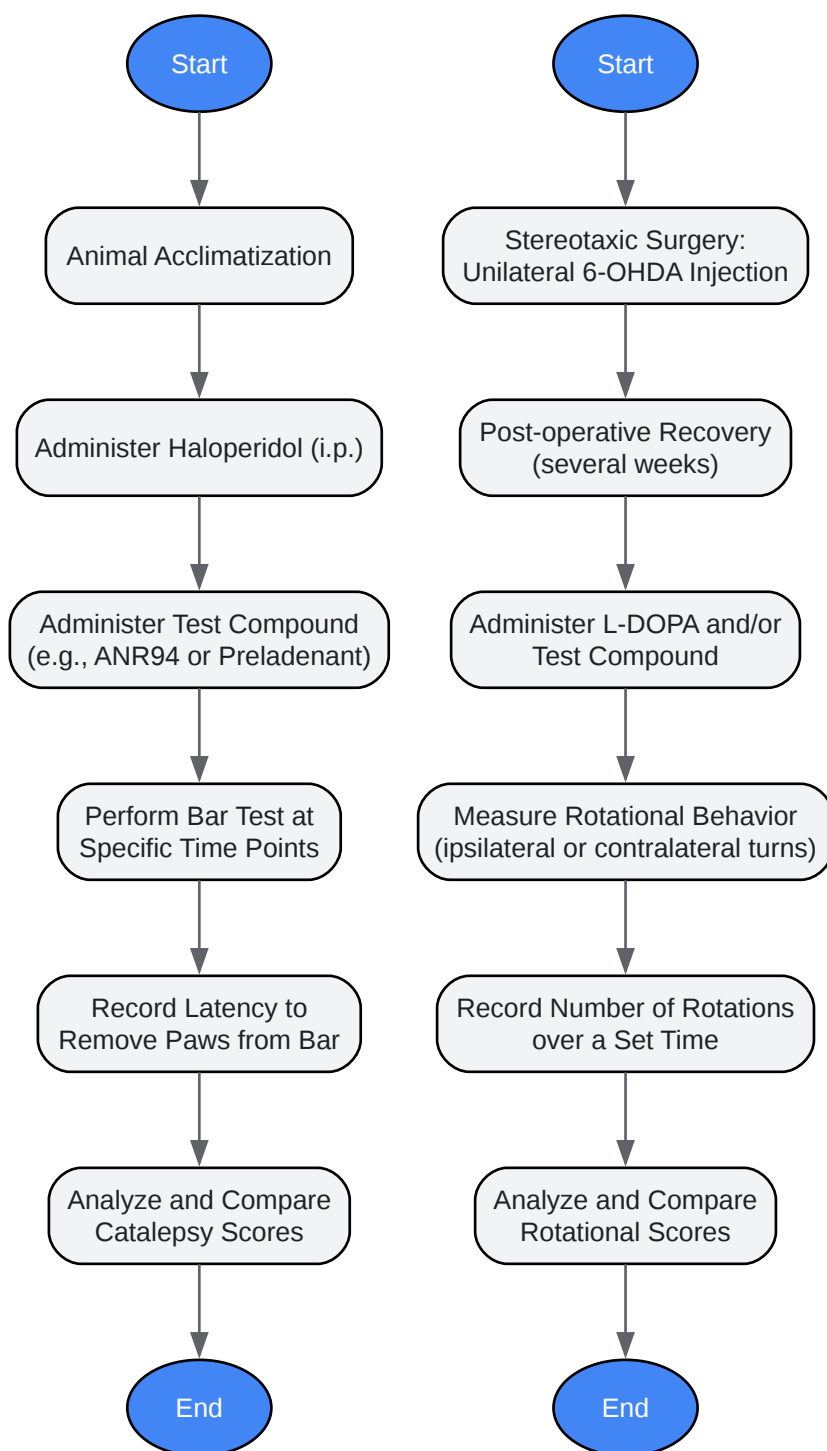 Start
Animal Acclimatization
Administer Haloperidol (i.p.)
Administer Test Compound
(e.g., ANR94 or Preladenant)
Perform Bar Test at
Specific Time Points
Record Latency to
Remove Paws from Bar
Analyze and Compare
Catalepsy Scores
End
Start
Stereotaxic Surgery:
Unilateral 6-OHDA Injection
Post-operative Recovery
(several weeks)
Administer L-DOPA and/or
Test Compound
Measure Rotational Behavior
(ipsilateral or contralateral turns)
Record Number of Rotations
over a Set Time
Analyze and Compare
Rotational Scores
End